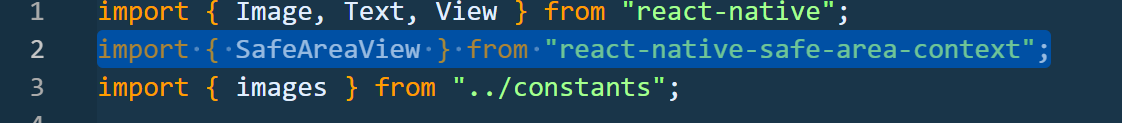 1 import { Image, Text, View } from "react-native";
2 import { SafeAreaView } from "react-native-safe-area-context";
3 import { images } from "../constants";